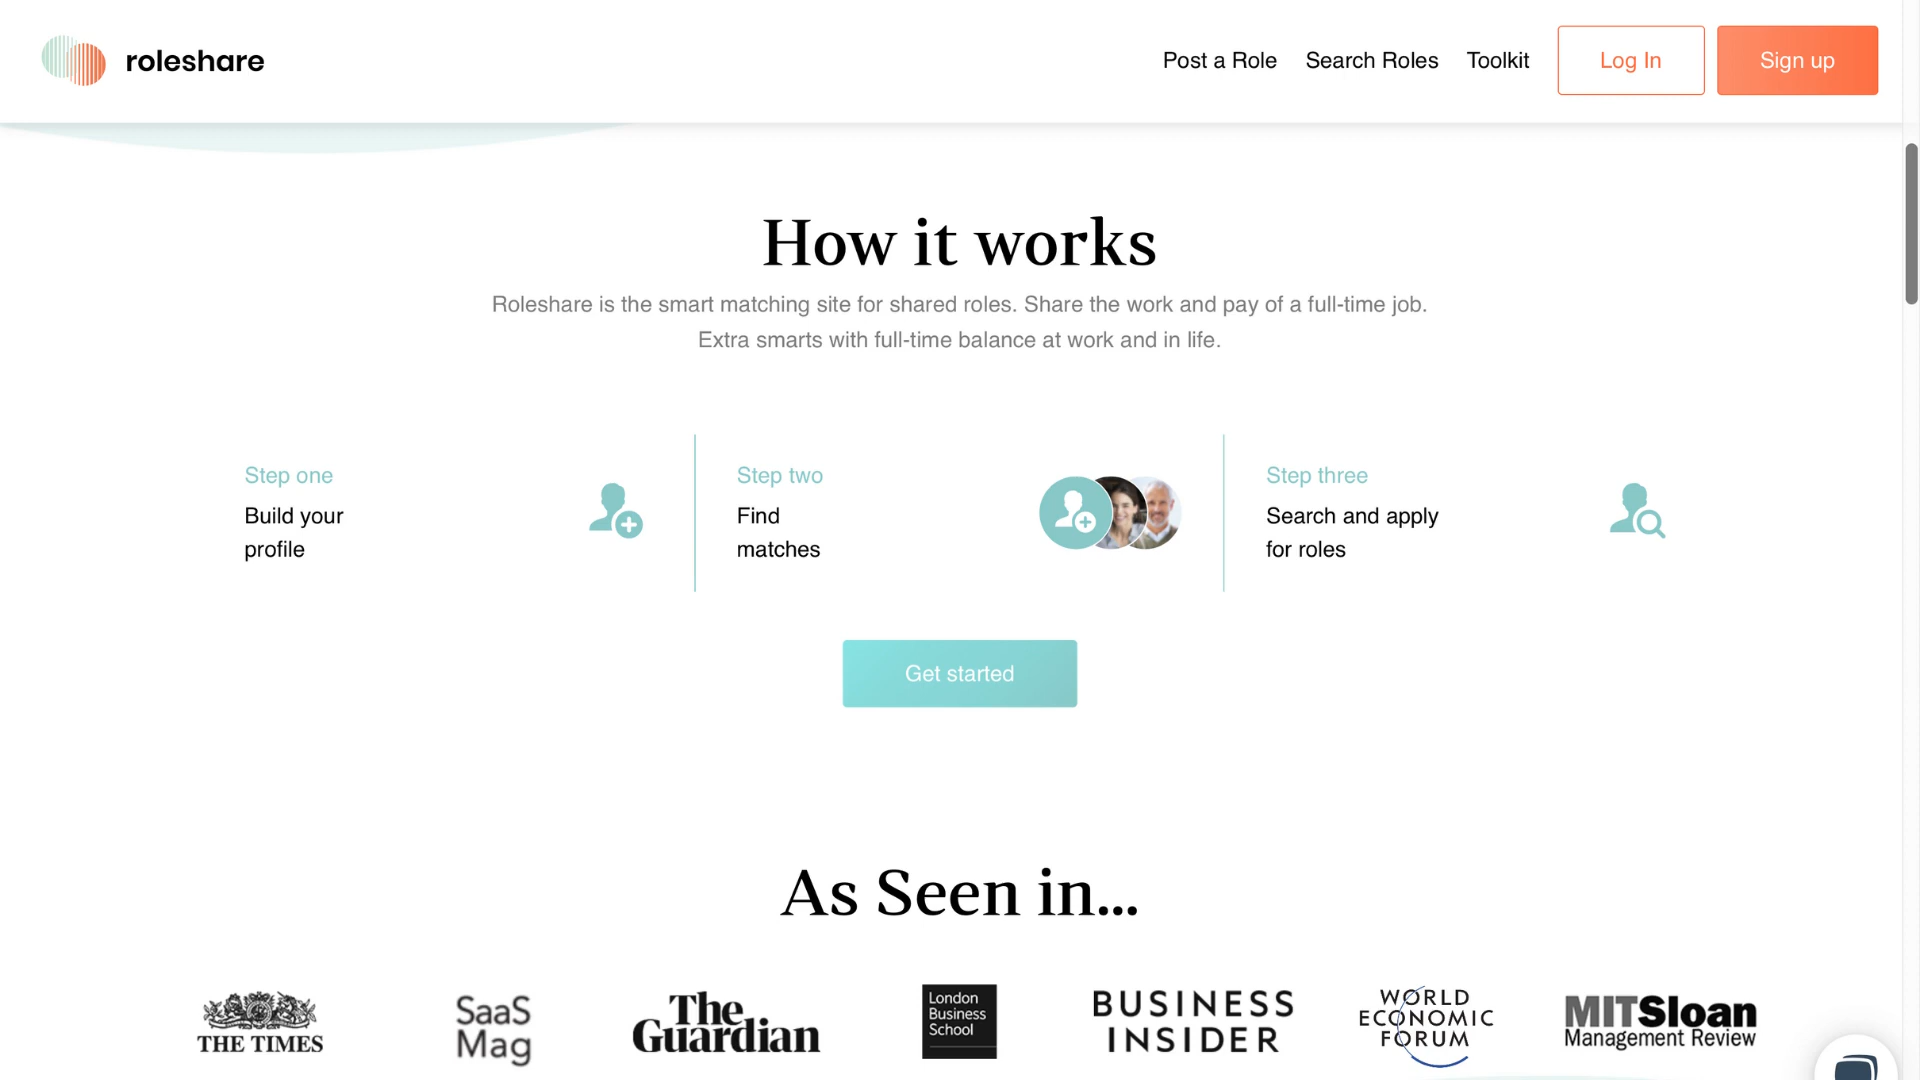 roleshare
Post a Role
Search Roles
Toolkit
Log In
Sign up
How it works
Roleshare is the smart matching site for shared roles. Share the work and pay of a full-time job.
Extra smarts with full-time balance at work and in life.
Step one
Build your
profile
Step two
Find
matches
Step three
Search and apply
for roles
Get started
As Seen in...
THE TIMES
SaaS
Mag
The
Guardian
London
Business
School
BUSINESS
INSIDER
WORLD
ECONOMIC
FORUM
MITSloan
Management Review